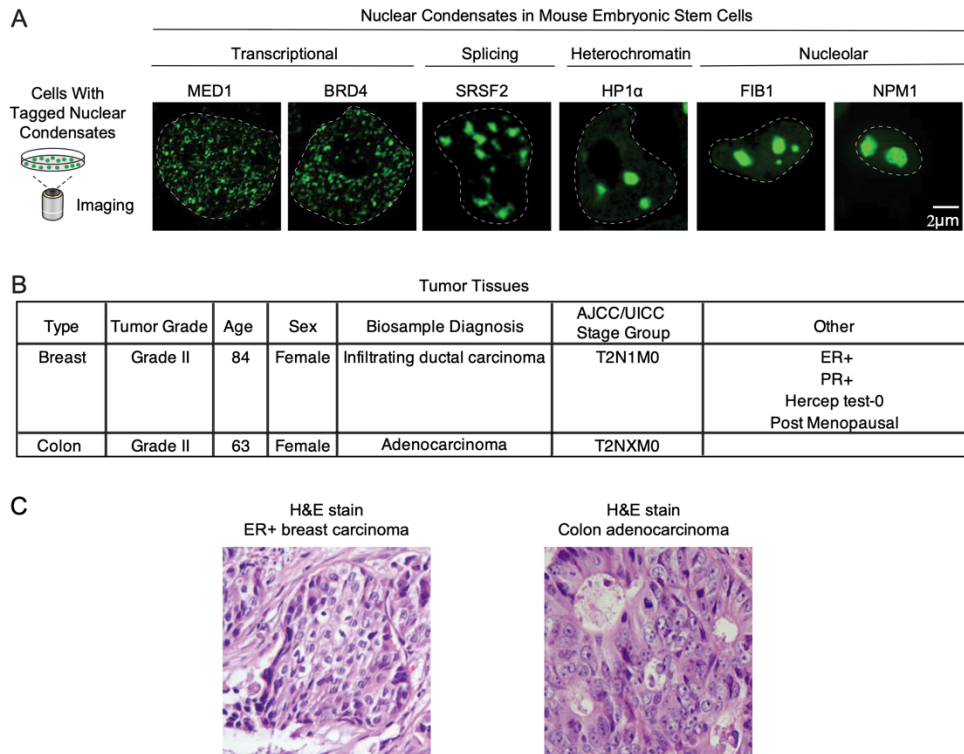 A
Nuclear Condensates in Mouse Embryonic Stem Cells
Transcriptional Splicing Heterochromatin Nucleolar
Cells With
Tagged Nuclear
Condensates
Imaging
MED1 BRD4 SRSF2 HP1α FIB1 NPM1
2µm
B
Tumor Tissues
Type Tumor Grade Age Sex Biosample Diagnosis AJCC/UICC Stage Group Other
Breast Grade II 84 Female Infiltrating ductal carcinoma T2N1M0 ER+
PR+
Hercep test-0
Post Menopausal
Colon Grade II 63 Female Adenocarcinoma T2NXM0
C
H&E stain
ER+ breast carcinoma
H&E stain
Colon adenocarcinoma